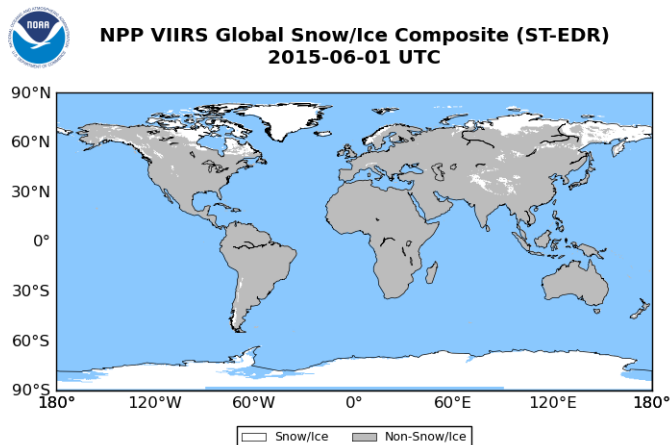 NOAA
NPP VIIRS Global Snow/Ice Composite (ST-EDR)
2015-06-01 UTC
90°N
60°N
30°N
0°
30°S
60°S
90°S
180° 120°W 60°W 0° 60°E 120°E 180°
Snow/Ice Non-Snow/Ice